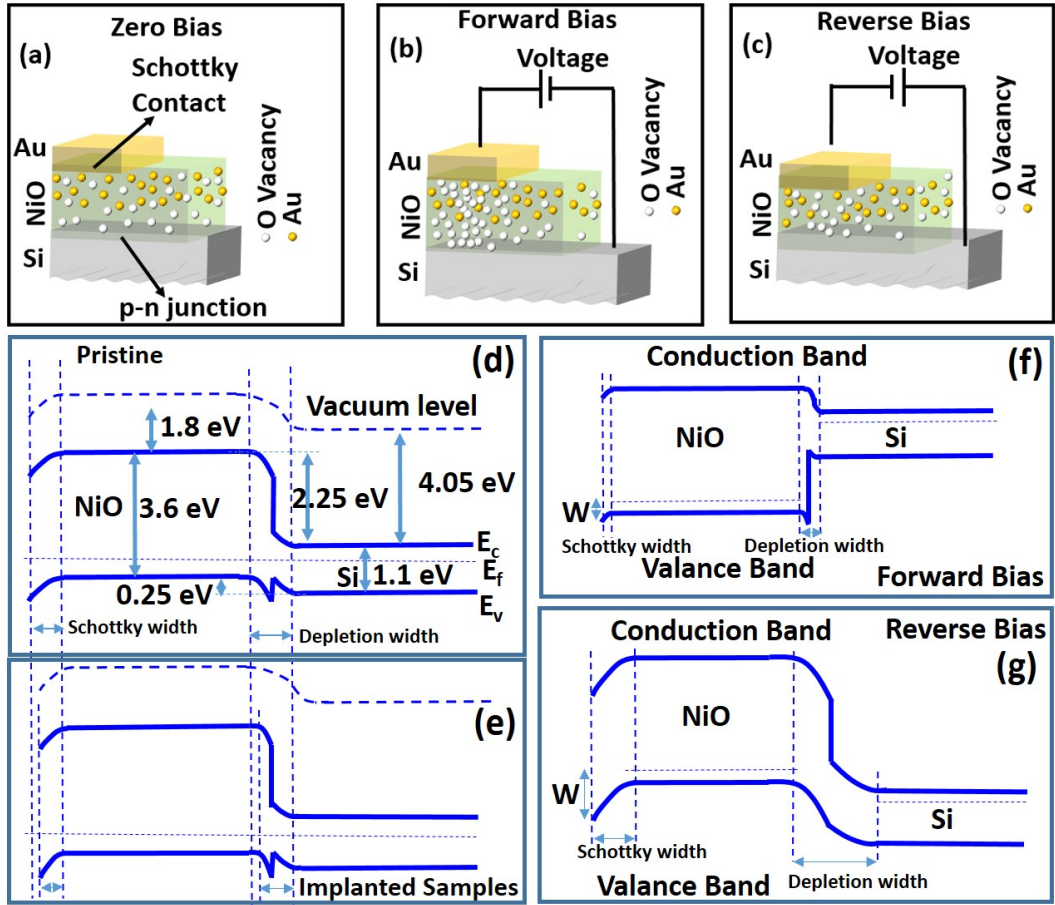 Zero Bias
(a)
Schottky
Contact
Au
NiO
Si
O Vacancy
Au
p-n junction
Forward Bias
(b)
Voltage
Au
NiO
Si
O Vacancy
Au
Reverse Bias
(c)
Voltage
Au
NiO
Si
O Vacancy
Au
Pristine
(d)
Vacuum level
1.8 eV
4.05 eV
2.25 eV
NiO
3.6 eV
Ec
Ef
Si
1.1 eV
0.25 eV
Ev
Schottky width
Depletion width
(e)
Implanted Samples
Conduction Band
(f)
NiO
Si
W
Schottky width
Depletion width
Valance Band
Forward Bias
Conduction Band
Reverse Bias
(g)
NiO
W
Si
Schottky width
Depletion width
Valance Band